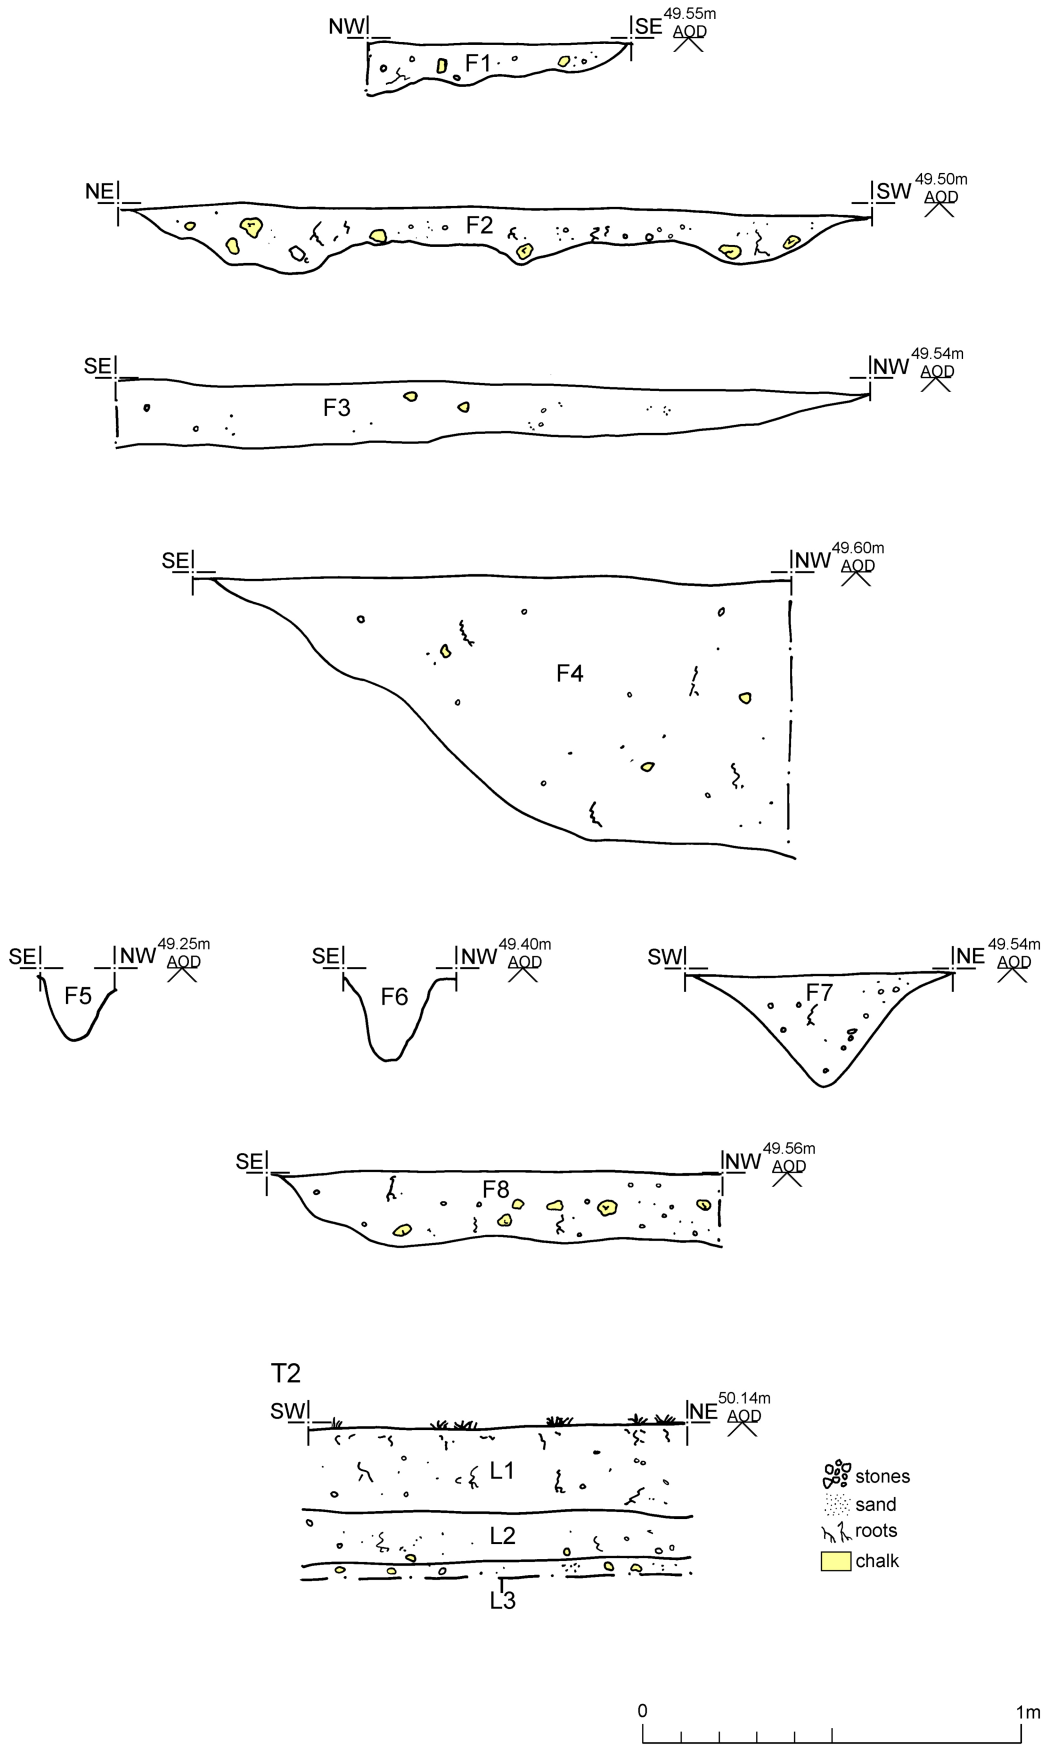 NW SE 49.55m
AOD
F1
NE SW 49.50m
AOD
F2
SE NW 49.54m
AOD
F3
SE NW 49.60m
AOD
F4
SE NW 49.25m
AOD
F5
SE NW 49.40m
AOD
F6
SW NE 49.54m
AOD
F7
SE NW 49.56m
AOD
F8
T2
SW NE 50.14m
AOD
L1
L2
L3
stones
sand
roots
chalk
0 1m